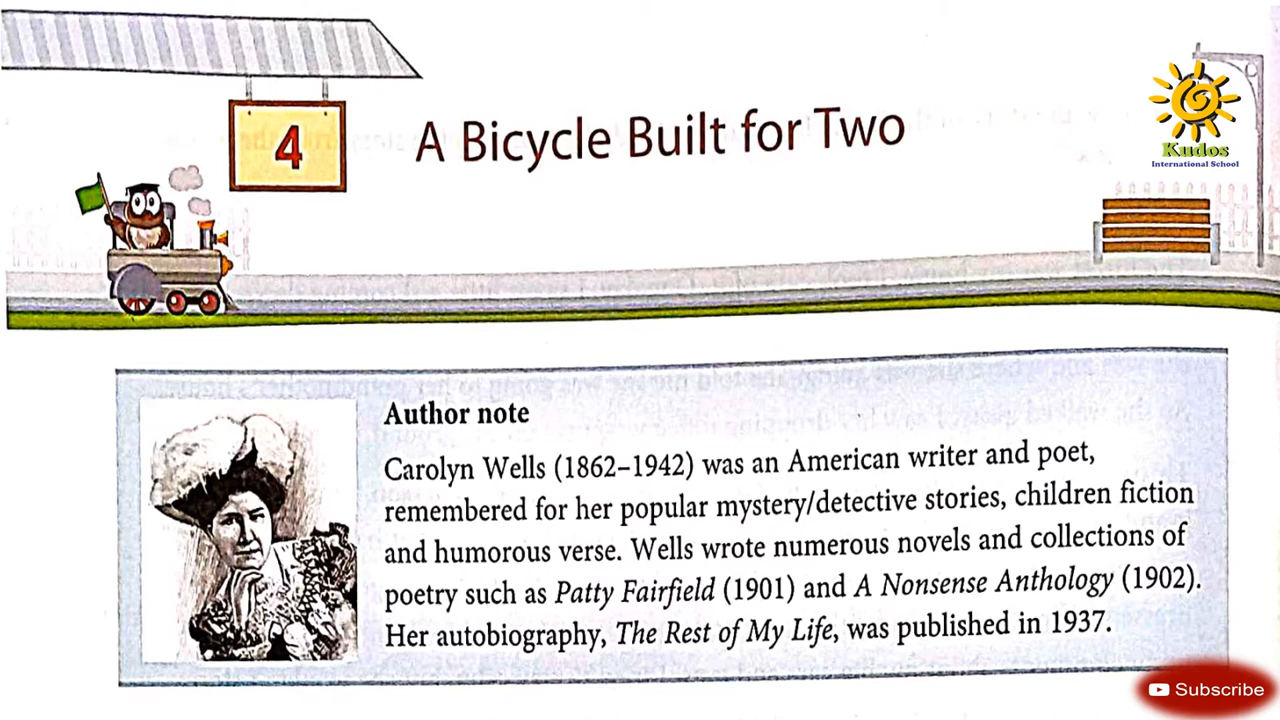 4
A Bicycle Built for Two
Kudos
International School
Author note
Carolyn Wells (1862–1942) was an American writer and poet,
remembered for her popular mystery/detective stories, children fiction
and humorous verse. Wells wrote numerous novels and collections of
poetry such as Patty Fairfield (1901) and A Nonsense Anthology (1902).
Her autobiography, The Rest of My Life, was published in 1937.
Subscribe